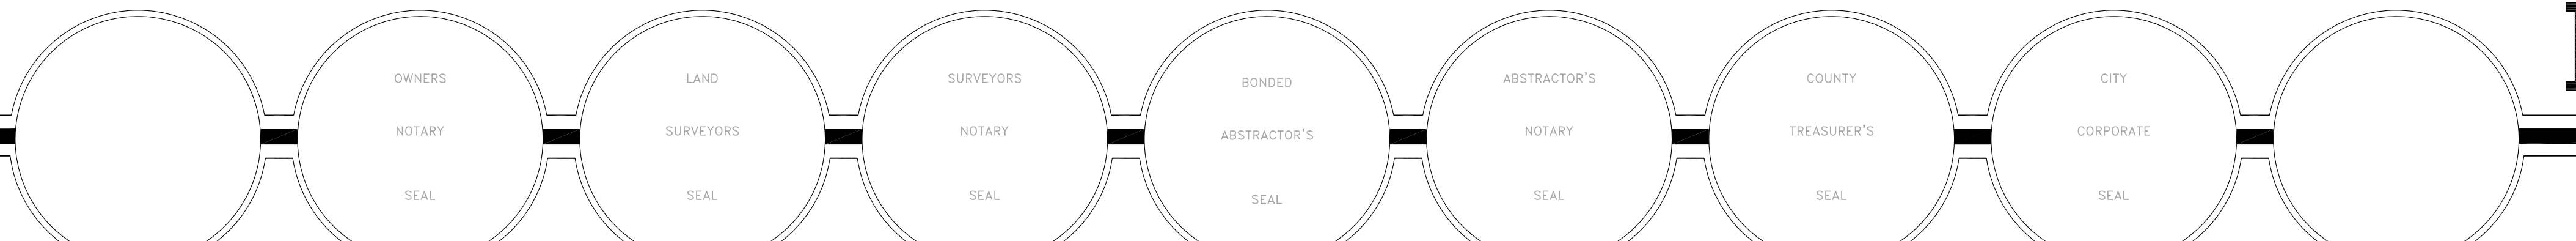 OWNERS
NOTARY
SEAL
LAND
SURVEYORS
SEAL
SURVEYORS
NOTARY
SEAL
BONDED
ABSTRACTOR'S
SEAL
ABSTRACTOR'S
NOTARY
SEAL
COUNTY
TREASURER'S
SEAL
CITY
CORPORATE
SEAL